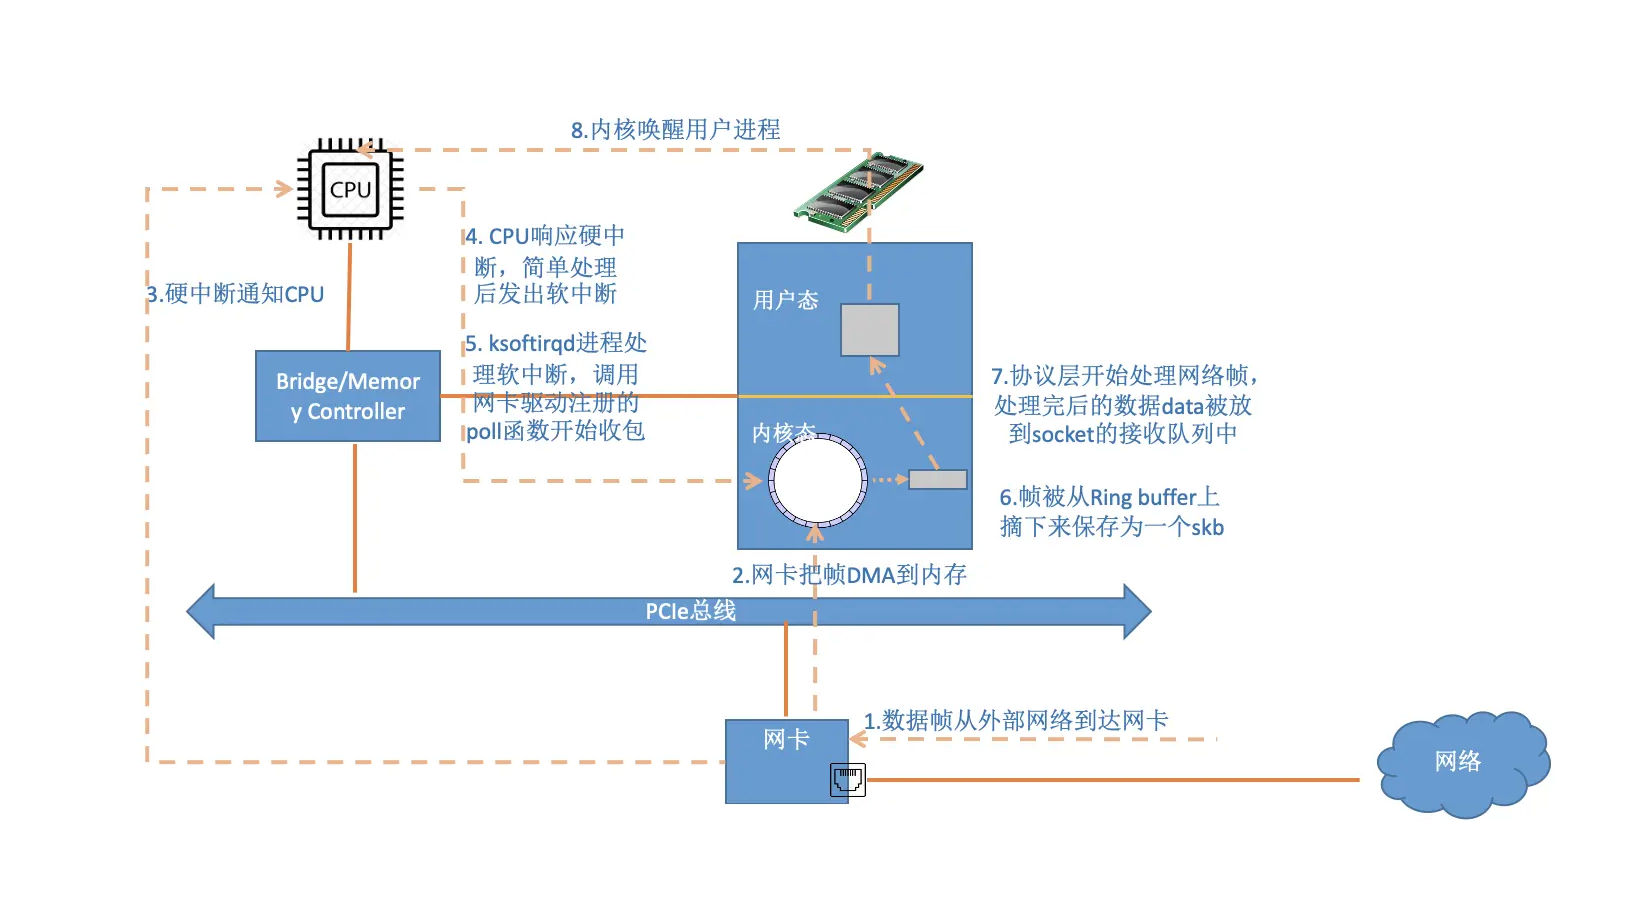 8.内核唤醒用户进程
CPU
4. CPU响应硬中
断，简单处理
后发出软中断
3.硬中断通知CPU
用户态
5. ksoftirqd进程处
理软中断，调用
网卡驱动注册的
poll函数开始收包
Bridge/Memor
y Controller
7.协议层开始处理网络帧，
处理完后的数据data被放
到socket的接收队列中
内核态
6.帧被从Ring buffer上
摘下来保存为一个skb
2.网卡把帧DMA到内存
PCIe总线
1.数据帧从外部网络到达网卡
网卡
网络